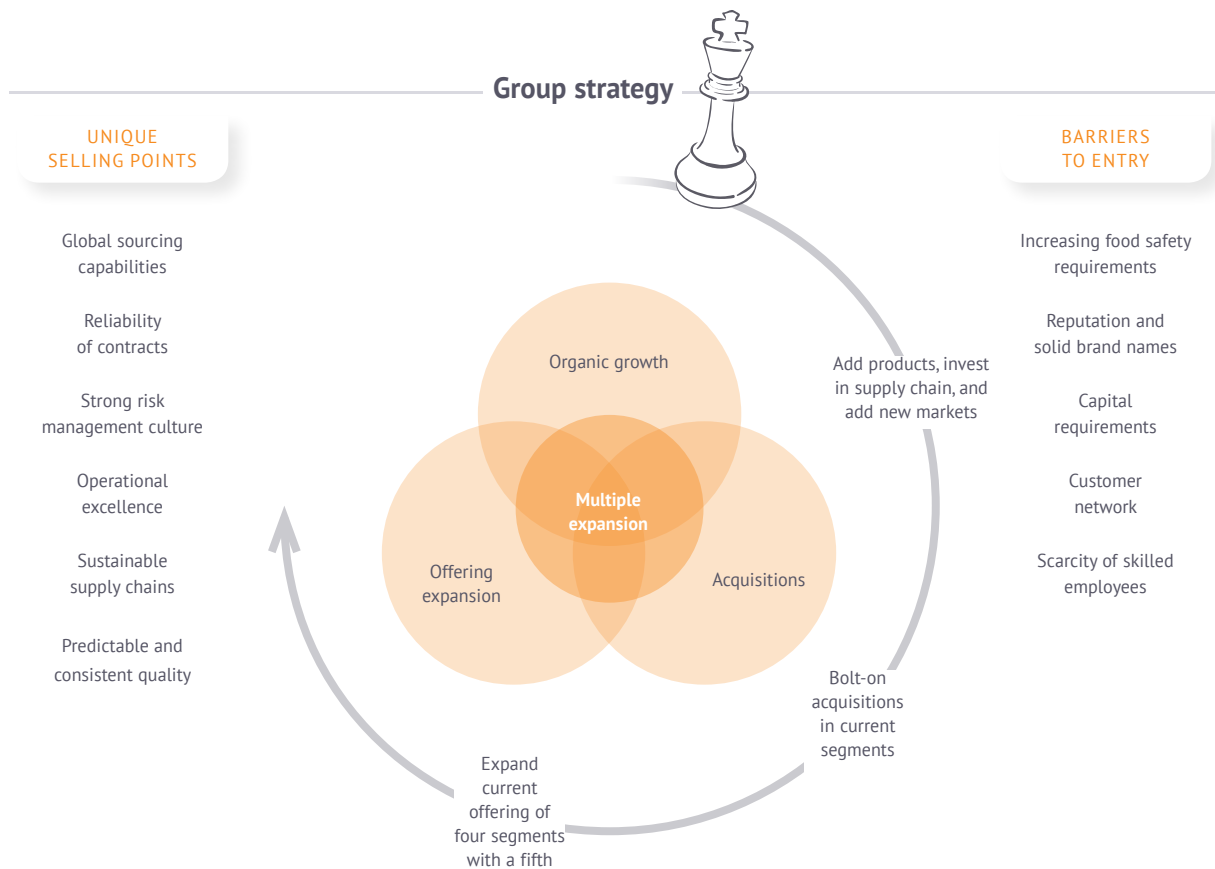 Group strategy
UNIQUE
SELLING POINTS
Global sourcing
capabilities
Reliability
of contracts
Strong risk
management culture
Operational
excellence
Sustainable
supply chains
Predictable and
consistent quality
Organic growth
Multiple
expansion
Offering
expansion
Acquisitions
Add products, invest
in supply chain, and
add new markets
Bolt-on
acquisitions
in current
segments
Expand
current
offering of
four segments
with a fifth
BARRIERS
TO ENTRY
Increasing food safety
requirements
Reputation and
solid brand names
Capital
requirements
Customer
network
Scarcity of skilled
employees